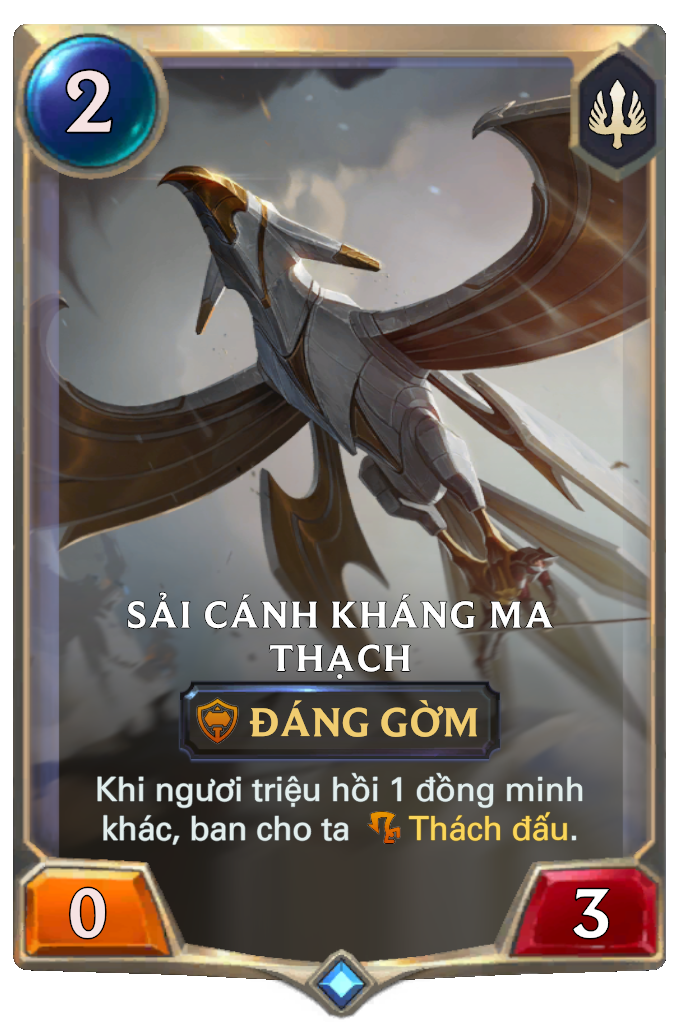 2
SẢI CÁNH KHÁNG MA
THẠCH
ĐÁNG GỜM
Khi ngươi triệu hồi 1 đồng minh
khác, ban cho ta Thách đấu.
0
3